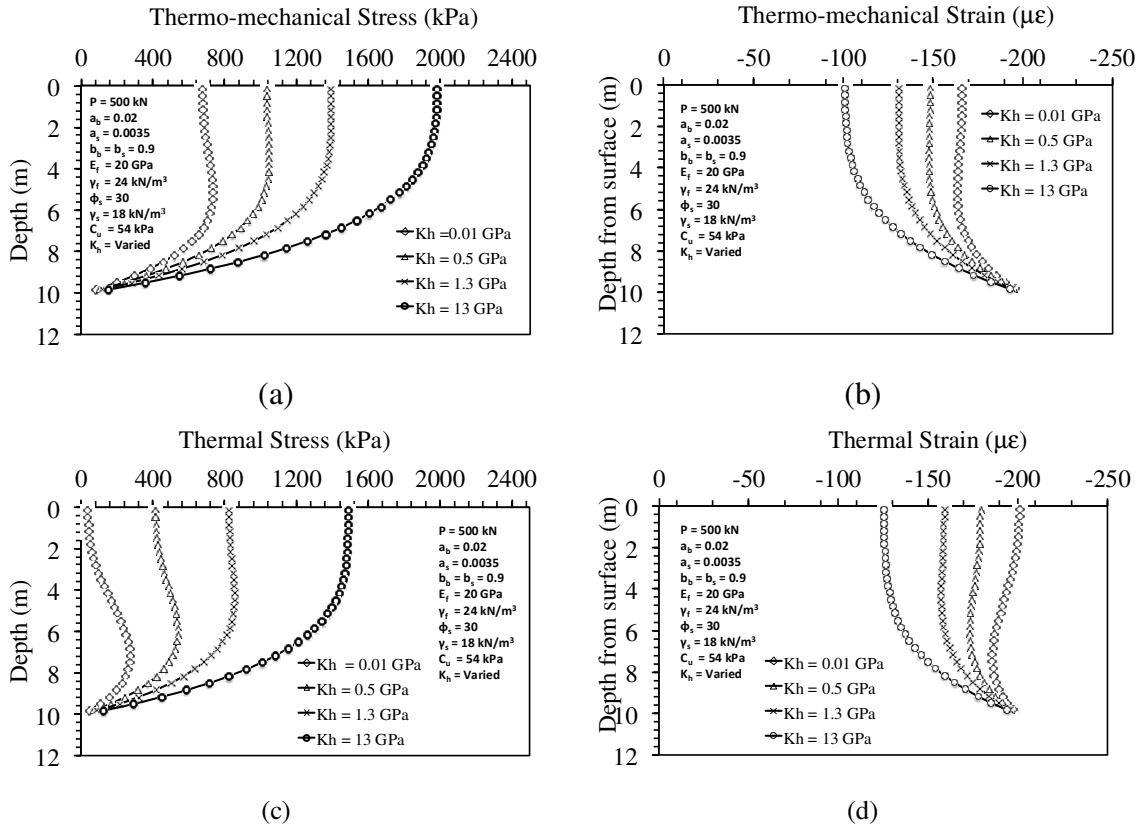 Thermo-mechanical Stress (kPa)
0 400 800 1200 1600 2000 2400
Depth (m)
0
2
4
6
8
10
12
P = 500 kN
a_b = 0.02
a_s = 0.0035
b_b = b_s = 0.9
E_f = 20 GPa
γ_f = 24 kN/m³
ϕ_s = 30
γ_s = 18 kN/m³
C_u = 54 kPa
K_h = Varied
Kh =0.01 GPa
Kh = 0.5 GPa
Kh = 1.3 GPa
Kh = 13 GPa
(a)
Thermo-mechanical Strain (µε)
0 -50 -100 -150 -200 -250
Depth from surface (m)
0
2
4
6
8
10
12
P = 500 kN
a_b = 0.02
a_s = 0.0035
b_b = b_s = 0.9
E_f = 20 GPa
γ_f = 24 kN/m³
ϕ_s = 30
γ_s = 18 kN/m³
C_u = 54 kPa
K_h = Varied
Kh = 0.01 GPa
Kh = 0.5 GPa
Kh = 1.3 GPa
Kh = 13 GPa
(b)
Thermal Stress (kPa)
0 400 800 1200 1600 2000 2400
Depth (m)
0
2
4
6
8
10
12
P = 500 kN
a_b = 0.02
a_s = 0.0035
b_b = b_s = 0.9
E_f = 20 GPa
γ_f = 24 kN/m³
ϕ_s = 30
γ_s = 18 kN/m³
C_u = 54 kPa
K_h = Varied
Kh = 0.01 GPa
Kh = 0.5 GPa
Kh = 1.3 GPa
Kh = 13 GPa
(c)
Thermal Strain (µε)
0 -50 -100 -150 -200 -250
Depth from surface (m)
0
2
4
6
8
10
12
P = 500 kN
a_b = 0.02
a_s = 0.0035
b_b = b_s = 0.9
E_f = 20 GPa
γ_f = 24 kN/m³
ϕ_s = 30
γ_s = 18 kN/m³
C_u = 54 kPa
K_h = Varied
Kh = 0.01 GPa
Kh = 0.5 GPa
Kh = 1.3 GPa
Kh = 13 GPa
(d)